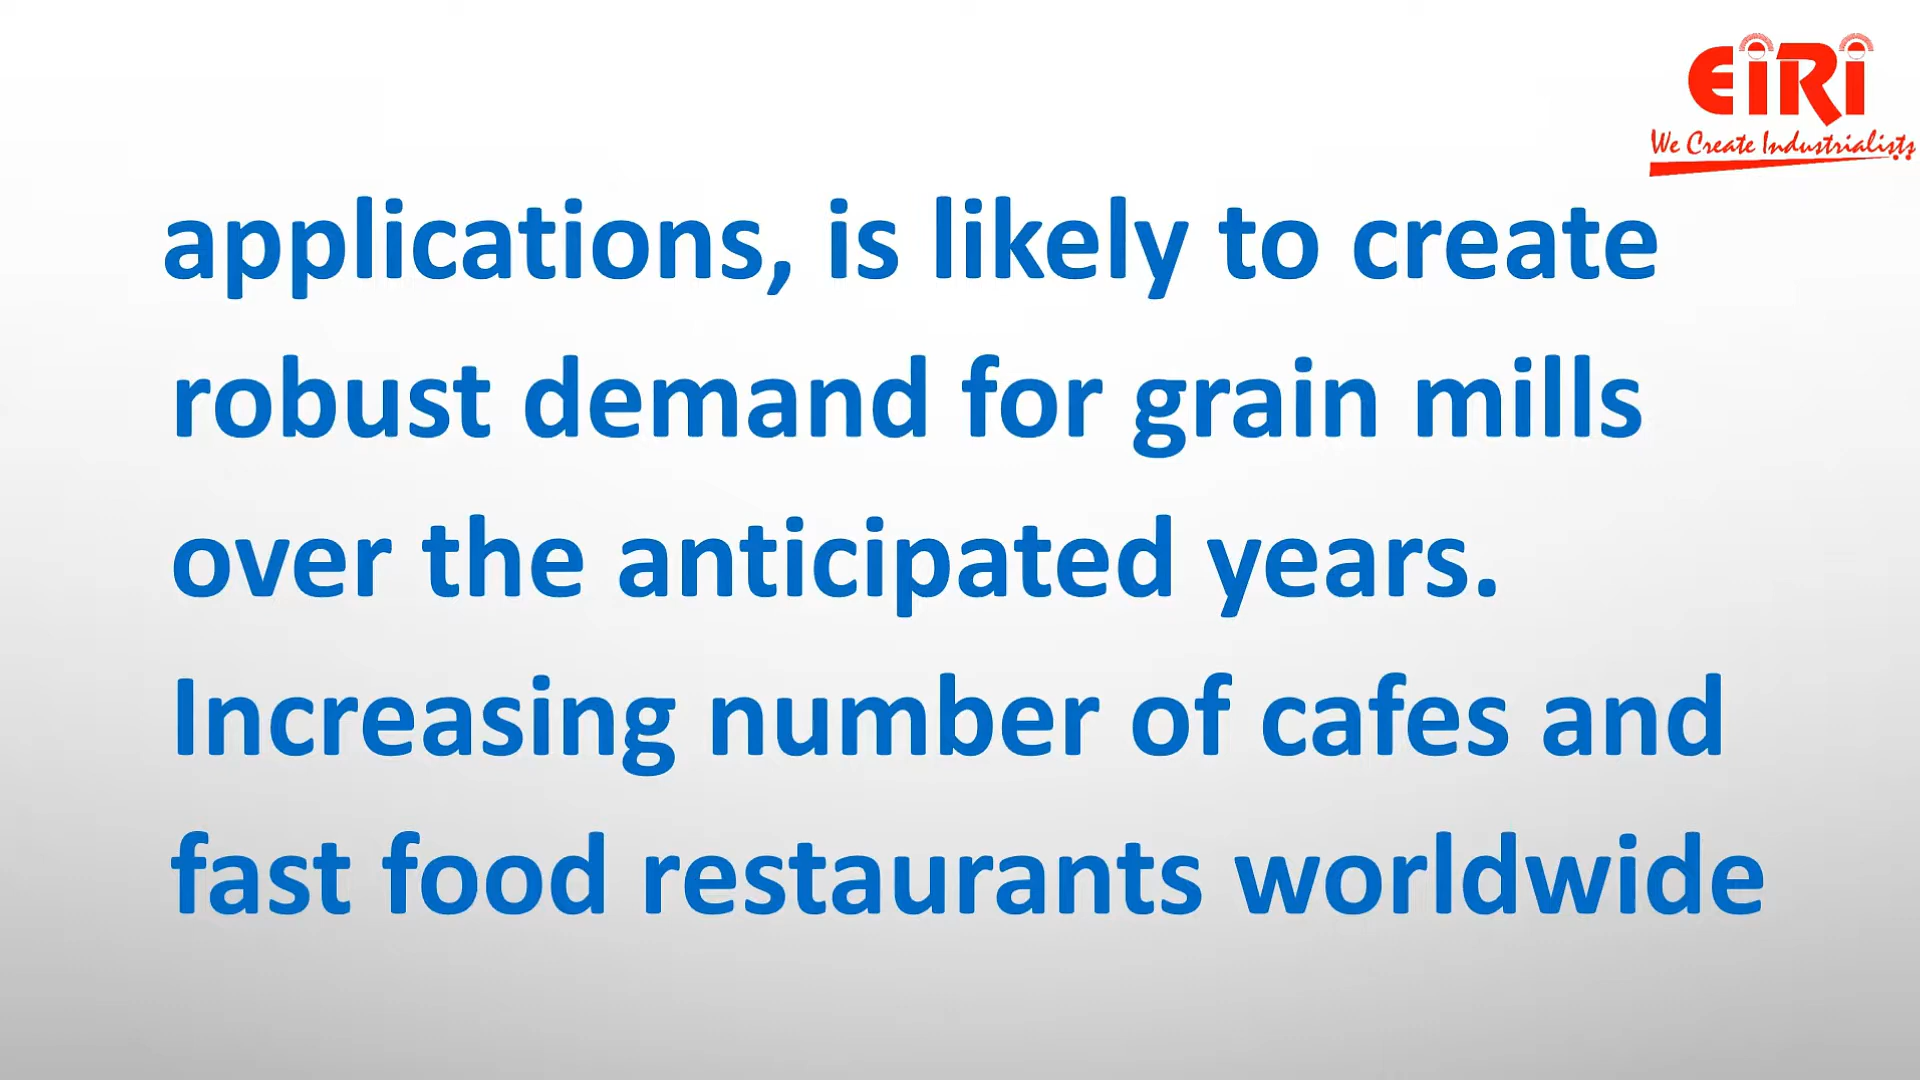 EiRi
We Create Industrialists
applications, is likely to create
robust demand for grain mills
over the anticipated years.
Increasing number of cafes and
fast food restaurants worldwide